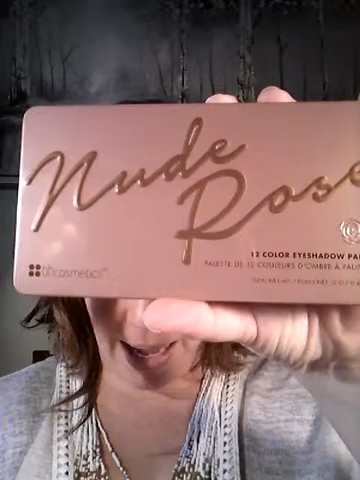 Nude
Rose
12 COLOR EYESHADOW PA
PALETTE DE 12 COULEURS D'OMBRE À PAU
bhcosmetics